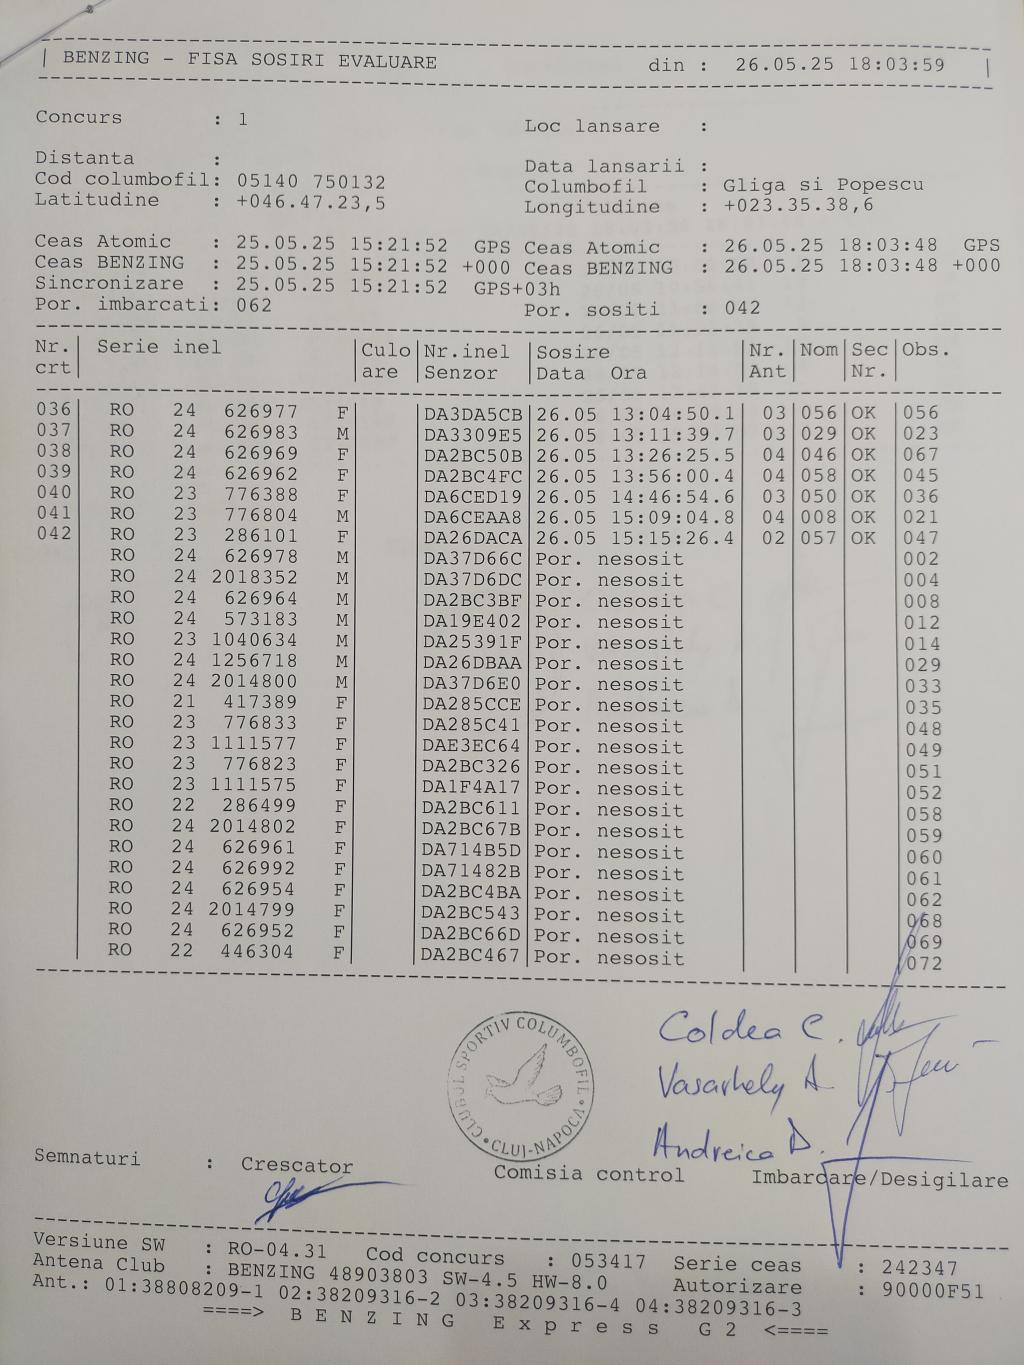 | BENZING - FISA SOSIRI EVALUARE din : 26.05.25 18:03:59 |
Concurs : 1 Loc lansare :
Distanta : Data lansarii :
Cod columbofil: 05140 750132 Columbofil : Gliga si Popescu
Latitudine : +046.47.23,5 Longitudine : +023.35.38,6
Ceas Atomic : 25.05.25 15:21:52 GPS Ceas Atomic : 26.05.25 18:03:48 GPS
Ceas BENZING : 25.05.25 15:21:52 +000 Ceas BENZING : 26.05.25 18:03:48 +000
Sincronizare : 25.05.25 15:21:52 GPS+03h
Por. imbarcati: 062 Por. sositi : 042
Nr. | Serie inel | Culo | Nr.inel | Sosire | Nr. | Nom | Sec | Obs.
crt | are | Senzor | Data Ora | Ant | | Nr. |
036 RO 24 626977 F DA3DA5CB 26.05 13:04:50.1 03 056 OK 056
037 RO 24 626983 M DA3309E5 26.05 13:11:39.7 03 029 OK 023
038 RO 24 626969 F DA2BC50B 26.05 13:26:25.5 04 046 OK 067
039 RO 24 626962 F DA2BC4FC 26.05 13:56:00.4 04 058 OK 045
040 RO 23 776388 F DA6CED19 26.05 14:46:54.6 03 050 OK 036
041 RO 23 776804 M DA6CEAA8 26.05 15:09:04.8 04 008 OK 021
042 RO 23 286101 F DA26DACA 26.05 15:15:26.4 02 057 OK 047
RO 24 626978 M DA37D66C Por. nesosit 002
RO 24 2018352 M DA37D6DC Por. nesosit 004
RO 24 626964 M DA2BC3BF Por. nesosit 008
RO 24 573183 M DA19E402 Por. nesosit 012
RO 23 1040634 M DA25391F Por. nesosit 014
RO 24 1256718 M DA26DBAA Por. nesosit 029
RO 24 2014800 M DA37D6E0 Por. nesosit 033
RO 21 417389 F DA285CCE Por. nesosit 035
RO 23 776833 F DA285C41 Por. nesosit 048
RO 23 1111577 F DAE3EC64 Por. nesosit 049
RO 23 776823 F DA2BC326 Por. nesosit 051
RO 23 1111575 F DA1F4A17 Por. nesosit 052
RO 22 286499 F DA2BC611 Por. nesosit 058
RO 24 2014802 F DA2BC67B Por. nesosit 059
RO 24 626961 F DA714B5D Por. nesosit 060
RO 24 626992 F DA71482B Por. nesosit 061
RO 24 626954 F DA2BC4BA Por. nesosit 062
RO 24 2014799 F DA2BC543 Por. nesosit 068
RO 24 626952 F DA2BC66D Por. nesosit 069
RO 22 446304 F DA2BC467 Por. nesosit 072
CLUBUL SPORTIV COLUMBOFIL • CLUJ-NAPOCA •
Coldea C.
Vasarhely A
Andreica D.
Semnaturi : Crescator Comisia control Imbarcare/Desigilare
Versiune SW : RO-04.31 Cod concurs : 053417 Serie ceas : 242347
Antena Club : BENZING 48903803 SW-4.5 HW-8.0 Autorizare : 90000F51
Ant.: 01:38808209-1 02:38209316-2 03:38209316-4 04:38209316-3
====> B E N Z I N G E x p r e s s G 2 <====